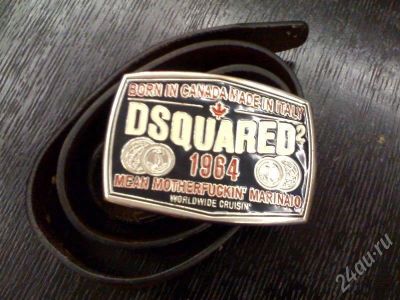 BORN IN CANADA MADE IN ITALY
DSQUARED2
1964
MEAN MOTHERFUCKIN' MARINAIO
WORLDWIDE CRUISIN'
24au.ru